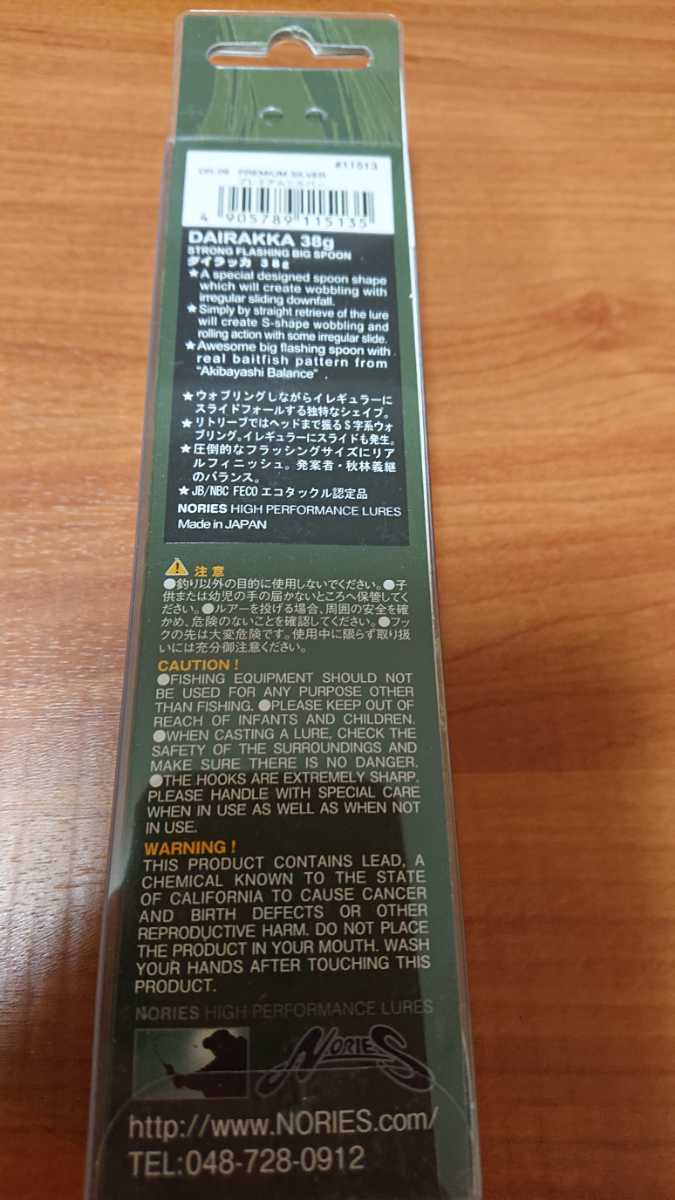 #11513
DR-09 PREMIUM SILVER
プレミアムシルバー
4 905789 115135
DAIRAKKA 38g
STRONG FLASHING BIG SPOON
ダイラッカ 38g
★A special designed spoon shape
which will create wobbling with
irregular sliding downfall.
★Simply by straight retrieve of the lure
will create S-shape wobbling and
rolling action with some irregular slide.
★Awesome big flashing spoon with
real baitfish pattern from
"Akibayashi Balance" .
★ウォブリングしながらイレギュラーに
スライドフォールする独特なシェイプ。
★リトリーブではヘッドまで振るS字系ウォ
ブリング。イレギュラーにスライドも発生。
★圧倒的なフラッシングサイズにリア
ルフィニッシュ。発案者・秋林義継
のバランス。
★JB/NBC FECO エコタックル認定品
NORIES HIGH PERFORMANCE LURES
Made in JAPAN
注意
●釣り以外の目的に使用しないでください。●子
供または幼児の手の届かないところへ保管してく
ださい。●ルアーを投げる場合、周囲の安全を確
かめ、危険のないことを確認してください。●フッ
クの先は大変危険です。使用中に限らず取り扱
いには充分御注意ください。
CAUTION!
●FISHING EQUIPMENT SHOULD NOT
BE USED FOR ANY PURPOSE OTHER
THAN FISHING. ●PLEASE KEEP OUT OF
REACH OF INFANTS AND CHILDREN.
●WHEN CASTING A LURE, CHECK THE
SAFETY OF THE SURROUNDINGS AND
MAKE SURE THERE IS NO DANGER.
●THE HOOKS ARE EXTREMELY SHARP.
PLEASE HANDLE WITH SPECIAL CARE
WHEN IN USE AS WELL AS WHEN NOT
IN USE.
WARNING!
THIS PRODUCT CONTAINS LEAD, A
CHEMICAL KNOWN TO THE STATE
OF CALIFORNIA TO CAUSE CANCER
AND BIRTH DEFECTS OR OTHER
REPRODUCTIVE HARM. DO NOT PLACE
THE PRODUCT IN YOUR MOUTH. WASH
YOUR HANDS AFTER TOUCHING THIS
PRODUCT.
NORIES HIGH PERFORMANCE LURES
NORIES
http://www.NORIES.com/
TEL:048-728-0912